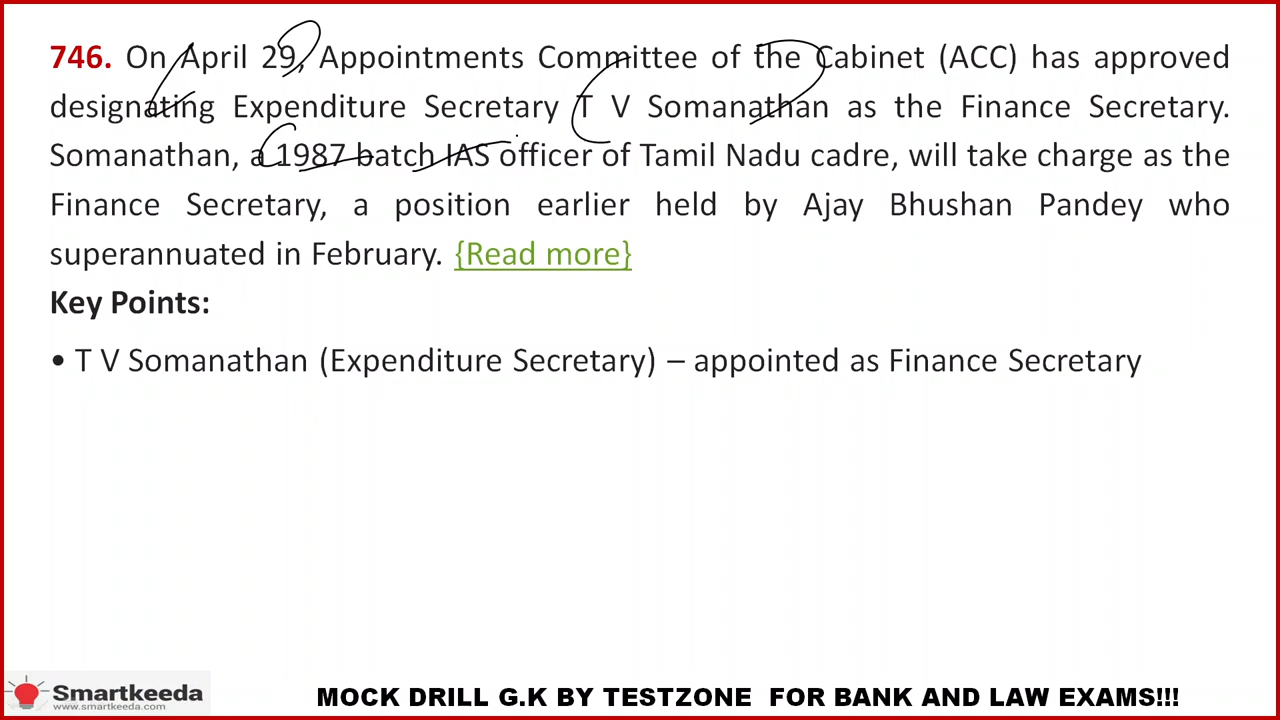 746. On April 29, Appointments Committee of the Cabinet (ACC) has approved
designating Expenditure Secretary T V Somanathan as the Finance Secretary.
Somanathan, a 1987 batch IAS officer of Tamil Nadu cadre, will take charge as the
Finance Secretary, a position earlier held by Ajay Bhushan Pandey who
superannuated in February. {Read more}
Key Points:
• T V Somanathan (Expenditure Secretary) – appointed as Finance Secretary
Smartkeeda
www.smartkeeda.com
MOCK DRILL G.K BY TESTZONE FOR BANK AND LAW EXAMS!!!